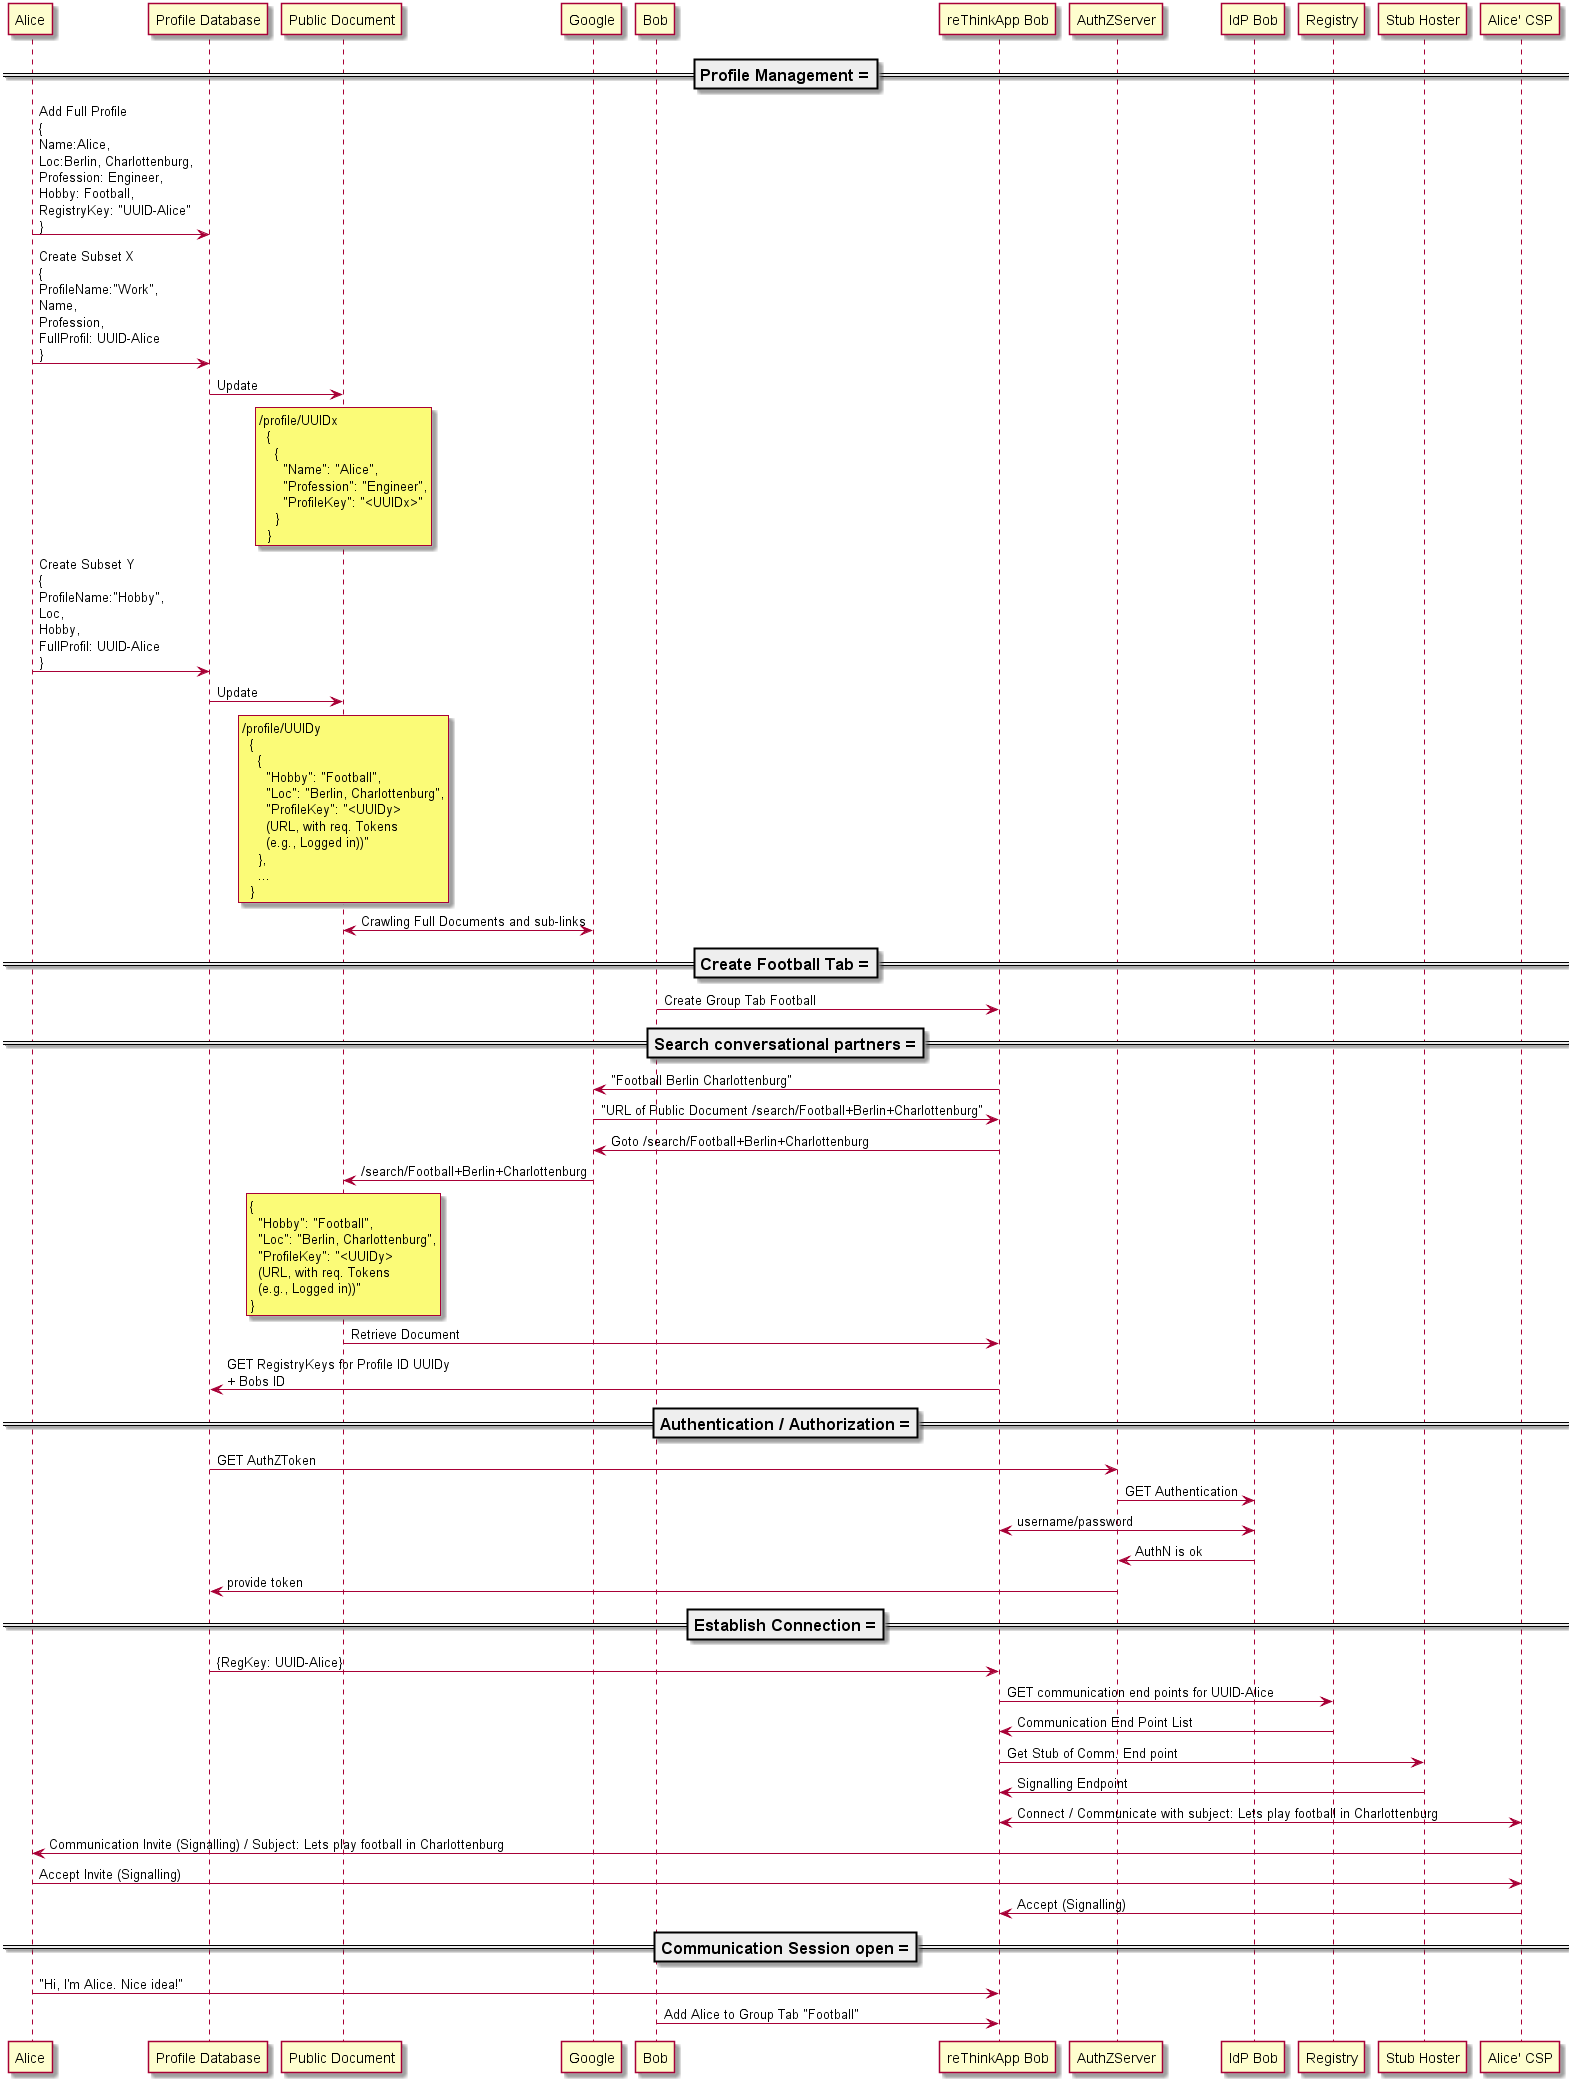 Alice
Profile Database
Public Document
Google
Bob
reThinkApp Bob
AuthZServer
IdP Bob
Registry
Stub Hoster
Alice' CSP
Profile Management =
Add Full Profile
{
Name:Alice,
Loc:Berlin, Charlottenburg,
Profession: Engineer,
Hobby: Football,
RegistryKey: "UUID-Alice"
}
Create Subset X
{
ProfileName:"Work",
Name,
Profession,
FullProfil: UUID-Alice
}
Update
/profile/UUIDx
{
{
"Name": "Alice",
"Profession": "Engineer",
"ProfileKey": "<UUIDx>"
}
}
Create Subset Y
{
ProfileName:"Hobby",
Loc,
Hobby,
FullProfil: UUID-Alice
}
Update
/profile/UUIDy
{
{
"Hobby": "Football",
"Loc": "Berlin, Charlottenburg",
"ProfileKey": "<UUIDy>
(URL, with req. Tokens
(e.g., Logged in))"
},
...
}
Crawling Full Documents and sub-links
Create Football Tab =
Create Group Tab Football
Search conversational partners =
"Football Berlin Charlottenburg"
"URL of Public Document /search/Football+Berlin+Charlottenburg"
Goto /search/Football+Berlin+Charlottenburg
/search/Football+Berlin+Charlottenburg
{
"Hobby": "Football",
"Loc": "Berlin, Charlottenburg",
"ProfileKey": "<UUIDy>
(URL, with req. Tokens
(e.g., Logged in))"
}
Retrieve Document
GET RegistryKeys for Profile ID UUIDy
+ Bobs ID
Authentication / Authorization =
GET AuthZToken
GET Authentication
username/password
AuthN is ok
provide token
Establish Connection =
{RegKey: UUID-Alice}
GET communication end points for UUID-Alice
Communication End Point List
Get Stub of Comm. End point
Signalling Endpoint
Connect / Communicate with subject: Lets play football in Charlottenburg
Communication Invite (Signalling) / Subject: Lets play football in Charlottenburg
Accept Invite (Signalling)
Accept (Signalling)
Communication Session open =
"Hi, I'm Alice. Nice idea!"
Add Alice to Group Tab "Football"
Alice
Profile Database
Public Document
Google
Bob
reThinkApp Bob
AuthZServer
IdP Bob
Registry
Stub Hoster
Alice' CSP